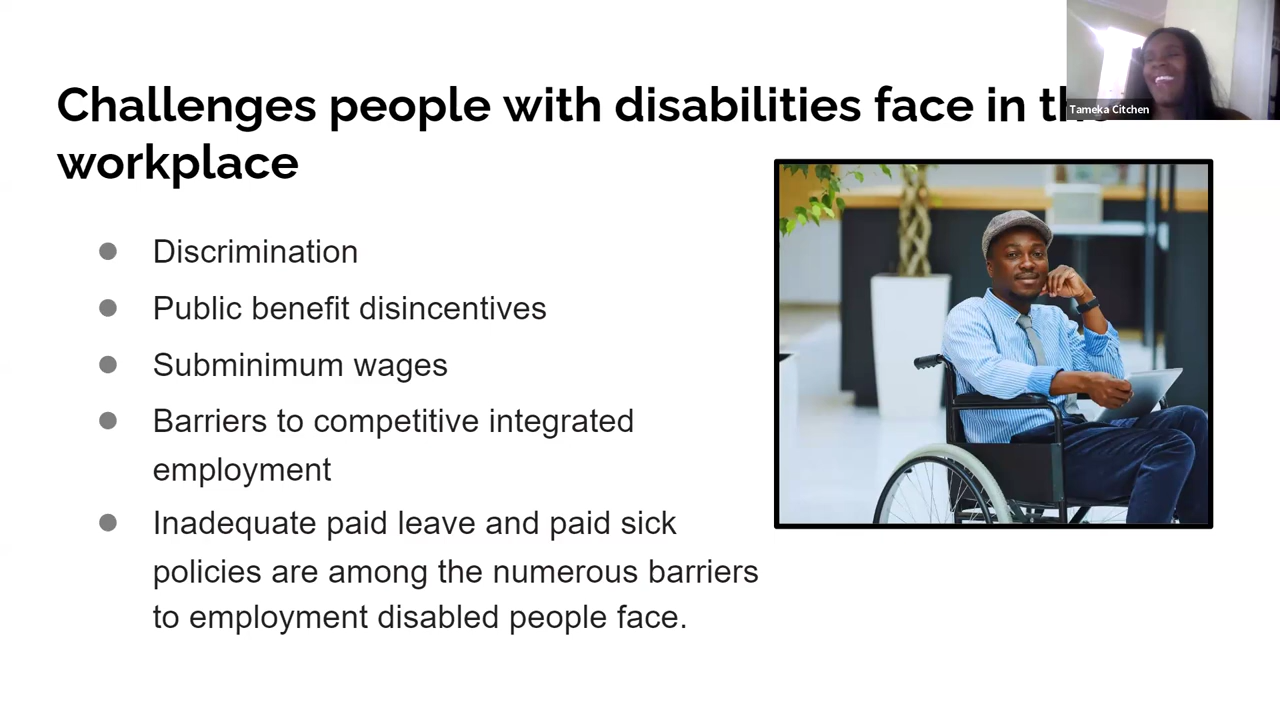 Challenges people with disabilities face in
workplace
Tameka Citchen
● Discrimination
● Public benefit disincentives
● Subminimum wages
● Barriers to competitive integrated
employment
● Inadequate paid leave and paid sick
policies are among the numerous barriers
to employment disabled people face.